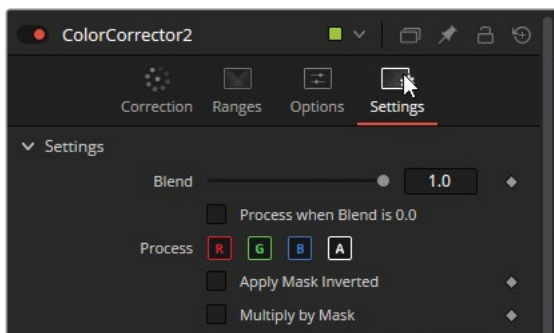 ColorCorrector2
Correction Ranges Options Settings
Settings
Blend 1.0
Process when Blend is 0.0
Process R G B A
Apply Mask Inverted
Multiply by Mask